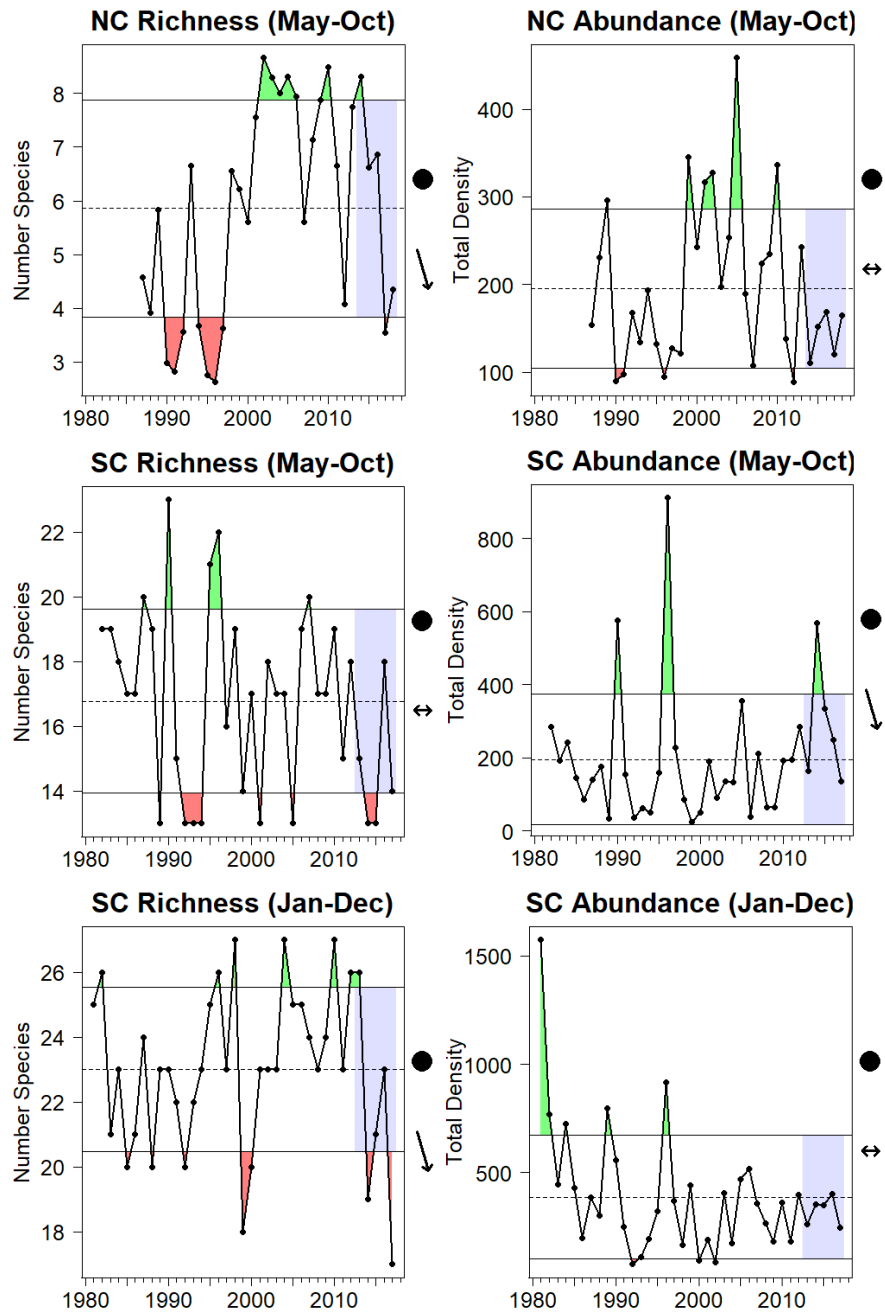 NC Richness (May-Oct)
Number Species
8
7
6
5
4
3
1980 1990 2000 2010
NC Abundance (May-Oct)
Total Density
400
300
200
100
1980 1990 2000 2010
SC Richness (May-Oct)
Number Species
22
20
18
16
14
1980 1990 2000 2010
SC Abundance (May-Oct)
Total Density
800
600
400
200
0
1980 1990 2000 2010
SC Richness (Jan-Dec)
Number Species
26
24
22
20
18
1980 1990 2000 2010
SC Abundance (Jan-Dec)
Total Density
1500
1000
500
1980 1990 2000 2010